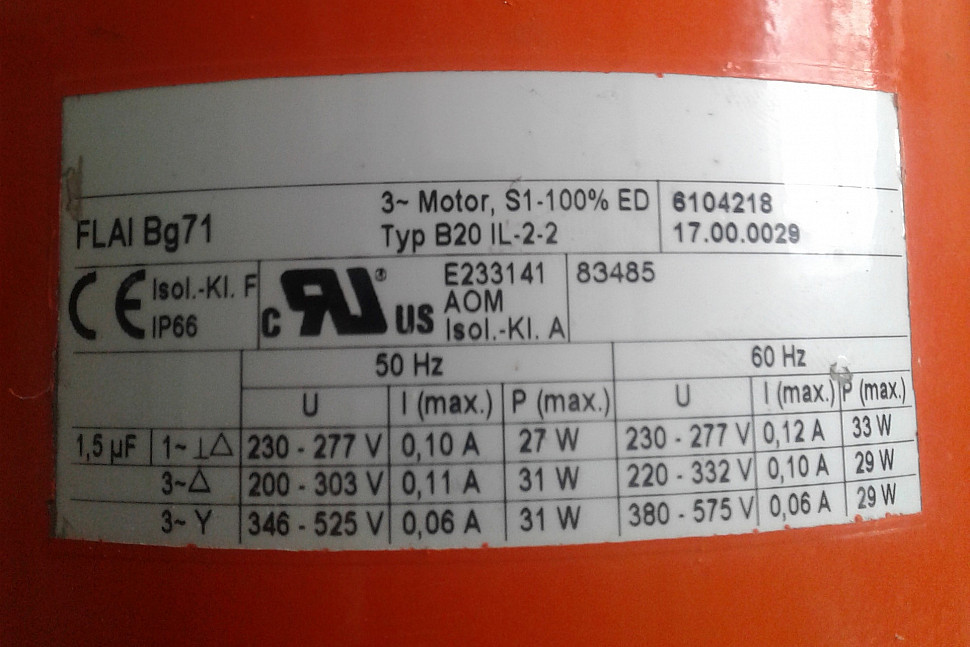 FLAI Bg71
3~ Motor, S1-100% ED
Typ B20 IL-2-2
6104218
17.00.0029
CE Isol.-Kl. F
IP66
c RU® US
E233141
AOM
Isol.-Kl. A
83485
50 Hz 60 Hz
U I (max.) P (max.) U I (max.) P (max.)
1,5 µF 1~ ⊥△ 230 - 277 V 0,10 A 27 W 230 - 277 V 0,12 A 33 W
3~△ 200 - 303 V 0,11 A 31 W 220 - 332 V 0,10 A 29 W
3~ Y 346 - 525 V 0,06 A 31 W 380 - 575 V 0,06 A 29 W